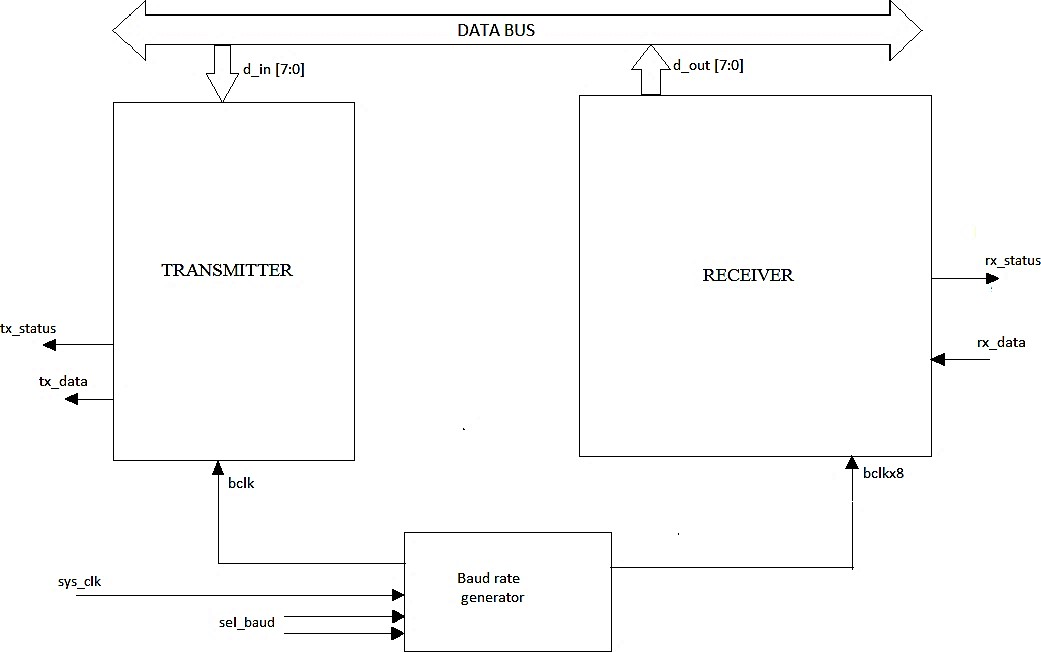 DATA BUS
d_in [7:0]
d_out [7:0]
TRANSMITTER
RECEIVER
rx_status
tx_status
rx_data
tx_data
bclk
bclkx8
sys_clk
Baud rate
generator
sel_baud